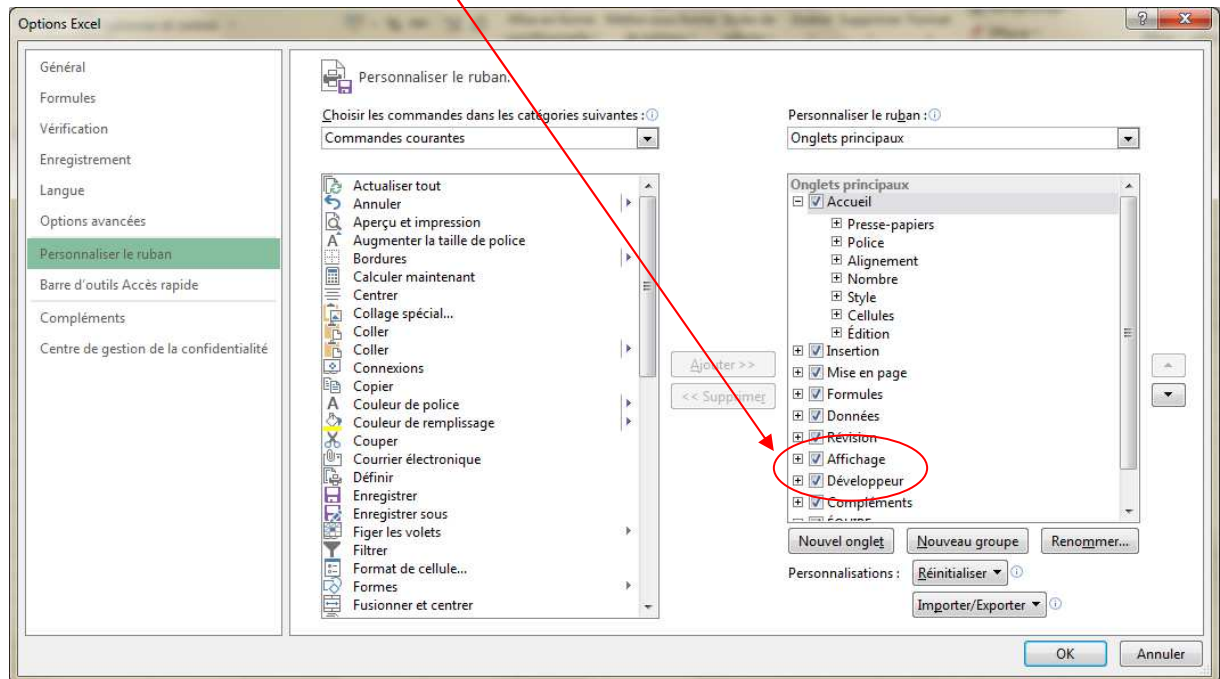 Options Excel
Général
Formules
Vérification
Enregistrement
Langue
Options avancées
Personnaliser le ruban
Barre d'outils Accès rapide
Compléments
Centre de gestion de la confidentialité
Personnaliser le ruban.
Choisir les commandes dans les catégories suivantes :
Commandes courantes
Actualiser tout
Annuler
Aperçu et impression
Augmenter la taille de police
Bordures
Calculer maintenant
Centrer
Collage spécial...
Coller
Coller
Connexions
Copier
Couleur de police
Couleur de remplissage
Couper
Courrier électronique
Définir
Enregistrer
Enregistrer sous
Figer les volets
Filtrer
Format de cellule...
Formes
Fusionner et centrer
Ajouter >>
<< Supprimer
Personnaliser le ruban :
Onglets principaux
Onglets principaux
Accueil
Presse-papiers
Police
Alignement
Nombre
Style
Cellules
Édition
Insertion
Mise en page
Formules
Données
Révision
Affichage
Développeur
Compléments
Nouvel onglet
Nouveau groupe
Renommer...
Personnalisations :
Réinitialiser
Importer/Exporter
OK
Annuler